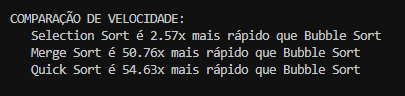 COMPARAÇÃO DE VELOCIDADE:
Selection Sort é 2.57x mais rápido que Bubble Sort
Merge Sort é 50.76x mais rápido que Bubble Sort
Quick Sort é 54.63x mais rápido que Bubble Sort